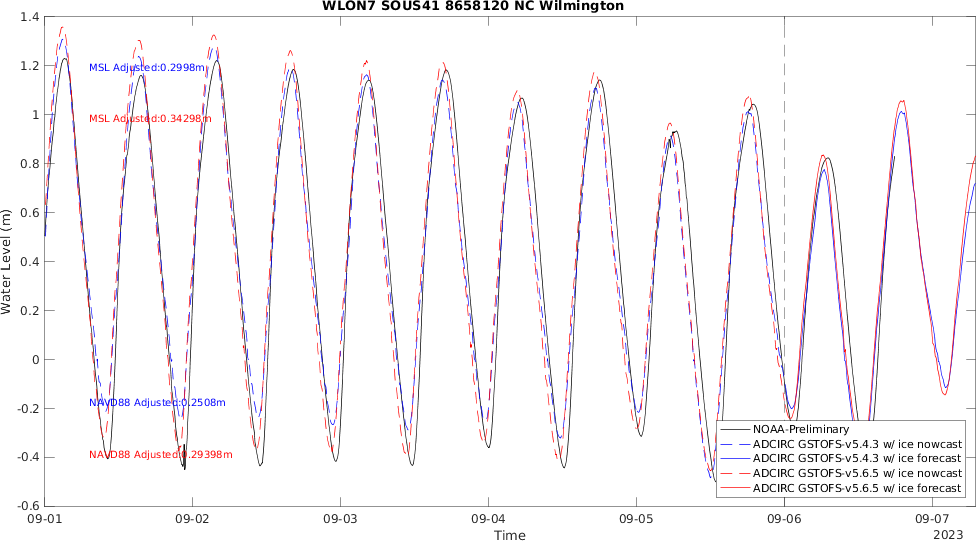 WLON7 SOUS41 8658120 NC Wilmington
1.4
1.2
1
0.8
0.6
0.4
0.2
0
-0.2
-0.4
-0.6
Water Level (m)
MSL Adjusted:0.2998m
MSL Adjusted:0.34298m
NAVD88 Adjusted:0.2508m
NAVD88 Adjusted:0.29398m
NOAA-Preliminary
ADCIRC GSTOFS-v5.4.3 w/ ice nowcast
ADCIRC GSTOFS-v5.4.3 w/ ice forecast
ADCIRC GSTOFS-v5.6.5 w/ ice nowcast
ADCIRC GSTOFS-v5.6.5 w/ ice forecast
09-01 09-02 09-03 09-04 09-05 09-06 09-07
Time
2023